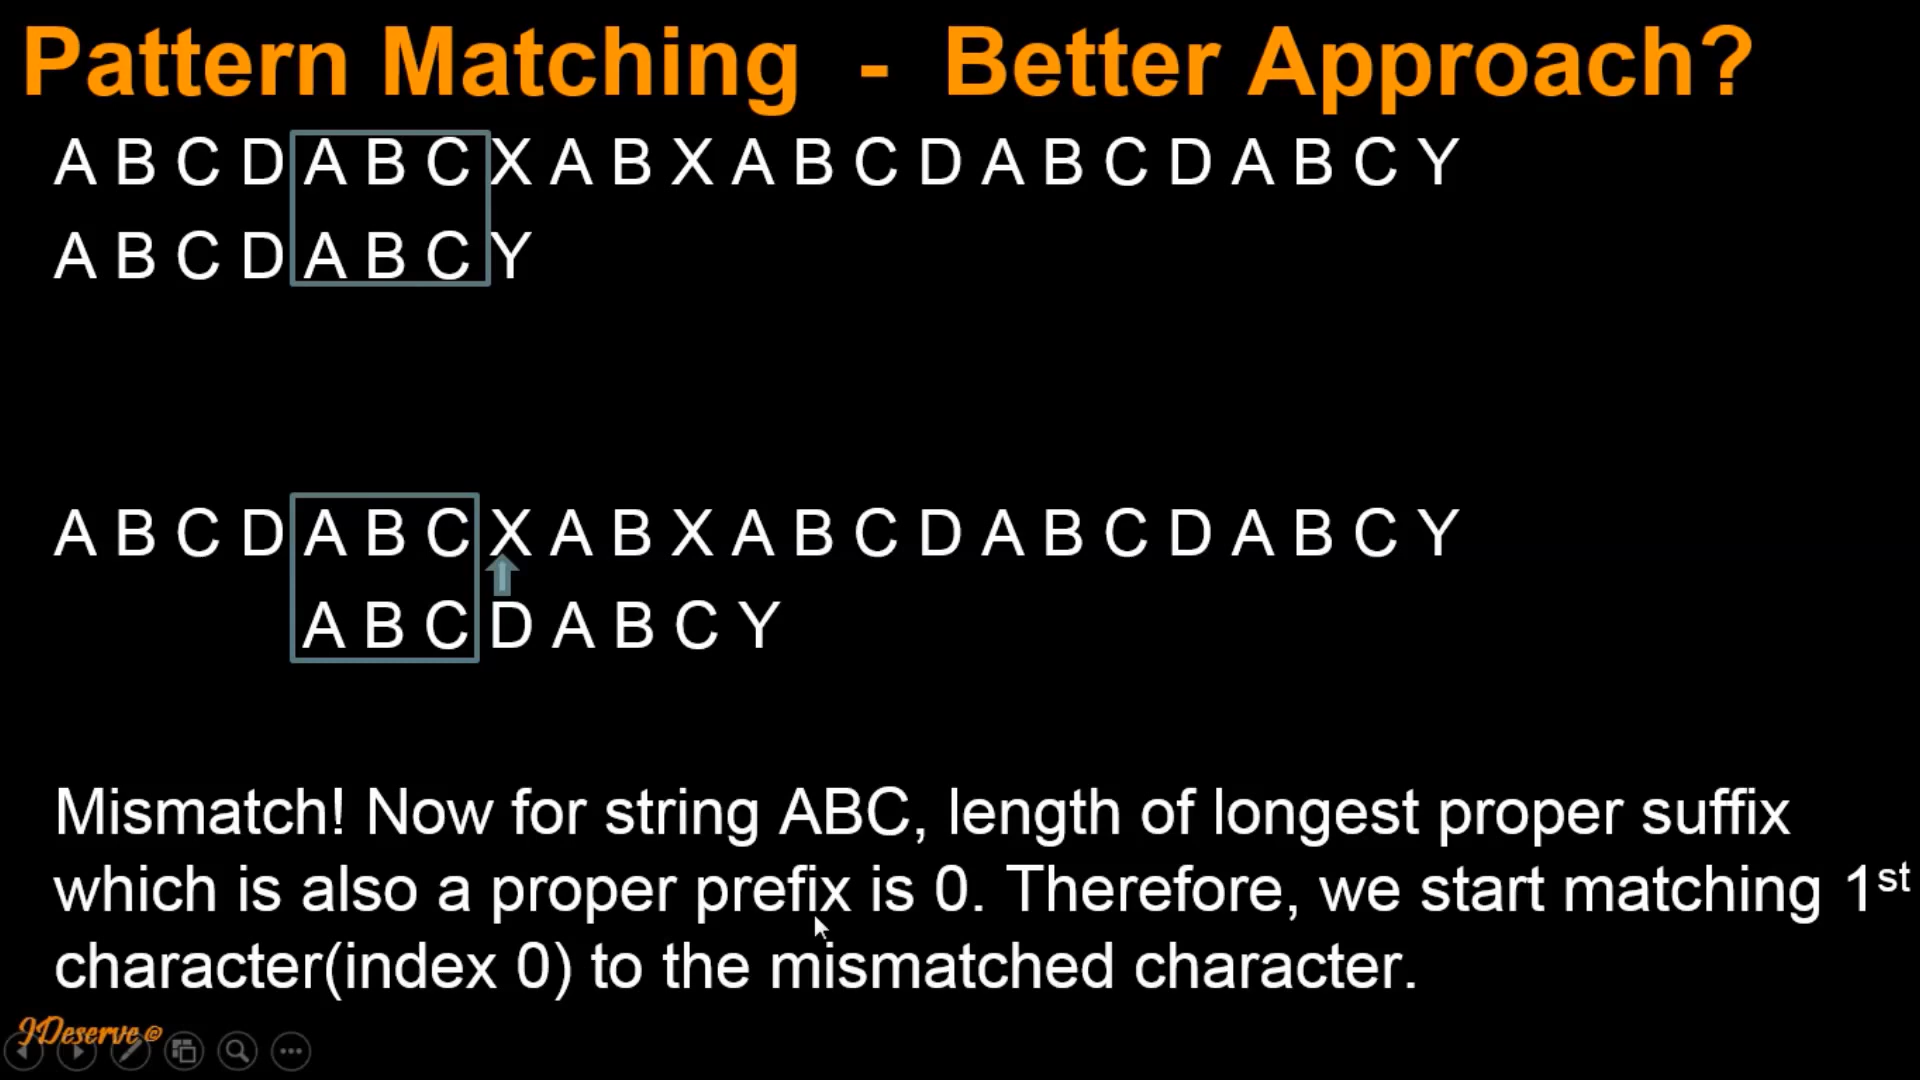 Pattern Matching - Better Approach?
A B C D A B C X A B X A B C D A B C D A B C Y
A B C D A B C Y
A B C D A B C X A B X A B C D A B C D A B C Y
A B C D A B C Y
Mismatch! Now for string ABC, length of longest proper suffix
which is also a proper prefix is 0. Therefore, we start matching 1st
character(index 0) to the mismatched character.
JDeserve©